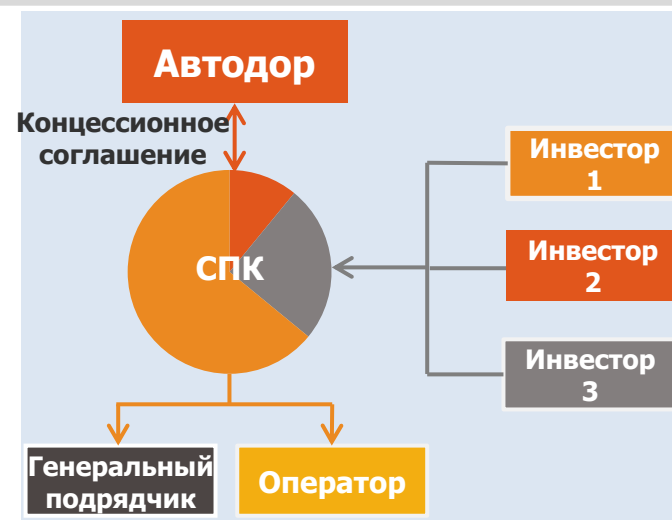 Автодор
Концессионное
соглашение
Инвестор
1
СПК
Инвестор
2
Инвестор
3
Генеральный
подрядчик
Оператор